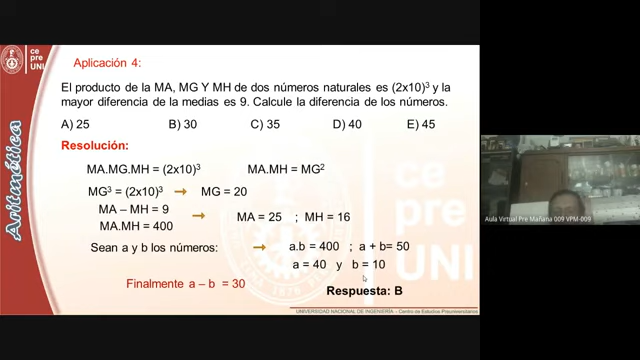 ce
pre
UNI
Aplicación 4:
El producto de la MA, MG Y MH de dos números naturales es (2x10)³ y la
mayor diferencia de la medias es 9. Calcule la diferencia de los números.
A) 25 B) 30 C) 35 D) 40 E) 45
Resolución:
MA.MG.MH = (2x10)³ MA.MH = MG²
MG³ = (2x10)³ → MG = 20
MA – MH = 9
MA.MH = 400
→ MA = 25 ; MH = 16
Sean a y b los números: → a.b = 400 ; a + b= 50
a = 40 y b = 10
Finalmente a – b = 30
Respuesta: B
Aritmética
ce
pre
UNI
UNIVERSIDAD NACIONAL DE INGENIERÍA – Centro de Estudios Preuniversitarios
Aula Virtual Pre Mañana 009 VPM-009